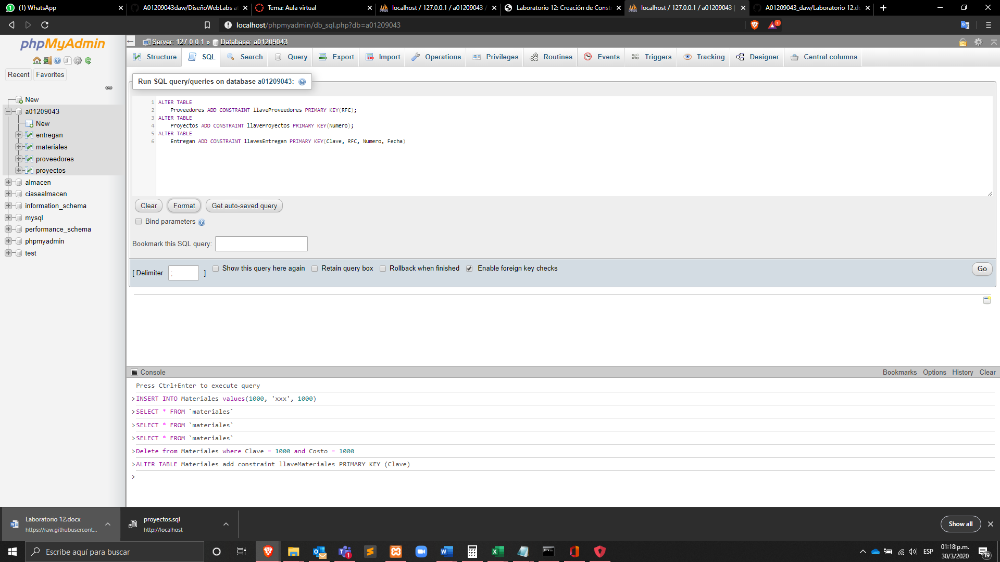 (1) WhatsApp
A01209043daw/DiseñoWebLabs at
Tema: Aula virtual
localhost / 127.0.0.1 / a01209043 /
Laboratorio 12: Creación de Const
localhost / 127.0.0.1 / a01209043 |
A01209043_daw/Laboratorio 12.do
localhost/phpmyadmin/db_sql.php?db=a01209043
1
phpMyAdmin
Recent
Favorites
New
a01209043
New
entregan
materiales
proveedores
proyectos
almacen
ciasaalmacen
information_schema
mysql
performance_schema
phpmyadmin
test
Server: 127.0.0.1 » Database: a01209043
Structure
SQL
Search
Query
Export
Import
Operations
Privileges
Routines
Events
Triggers
Tracking
Designer
Central columns
Run SQL query/queries on database a01209043:
1 ALTER TABLE
2 Proveedores ADD CONSTRAINT llaveProveedores PRIMARY KEY(RFC);
3 ALTER TABLE
4 Proyectos ADD CONSTRAINT llaveProyectos PRIMARY KEY(Numero);
5 ALTER TABLE
6 Entregan ADD CONSTRAINT llavesEntregan PRIMARY KEY(Clave, RFC, Numero, Fecha)
Clear
Format
Get auto-saved query
Bind parameters
Bookmark this SQL query:
[ Delimiter ; ]
Show this query here again
Retain query box
Rollback when finished
Enable foreign key checks
Go
Console
Bookmarks
Options
History
Clear
Press Ctrl+Enter to execute query
>INSERT INTO Materiales values(1000, 'xxx', 1000)
>SELECT * FROM `materiales`
>SELECT * FROM `materiales`
>SELECT * FROM `materiales`
>Delete from Materiales where Clave = 1000 and Costo = 1000
>ALTER TABLE Materiales add constraint llaveMateriales PRIMARY KEY (Clave)
>
Laboratorio 12.docx
https://raw.githubusercont...
proyectos.sql
http://localhost
Show all
Escribe aquí para buscar
1
ESP
01:18 p.m.
30/3/2020
19